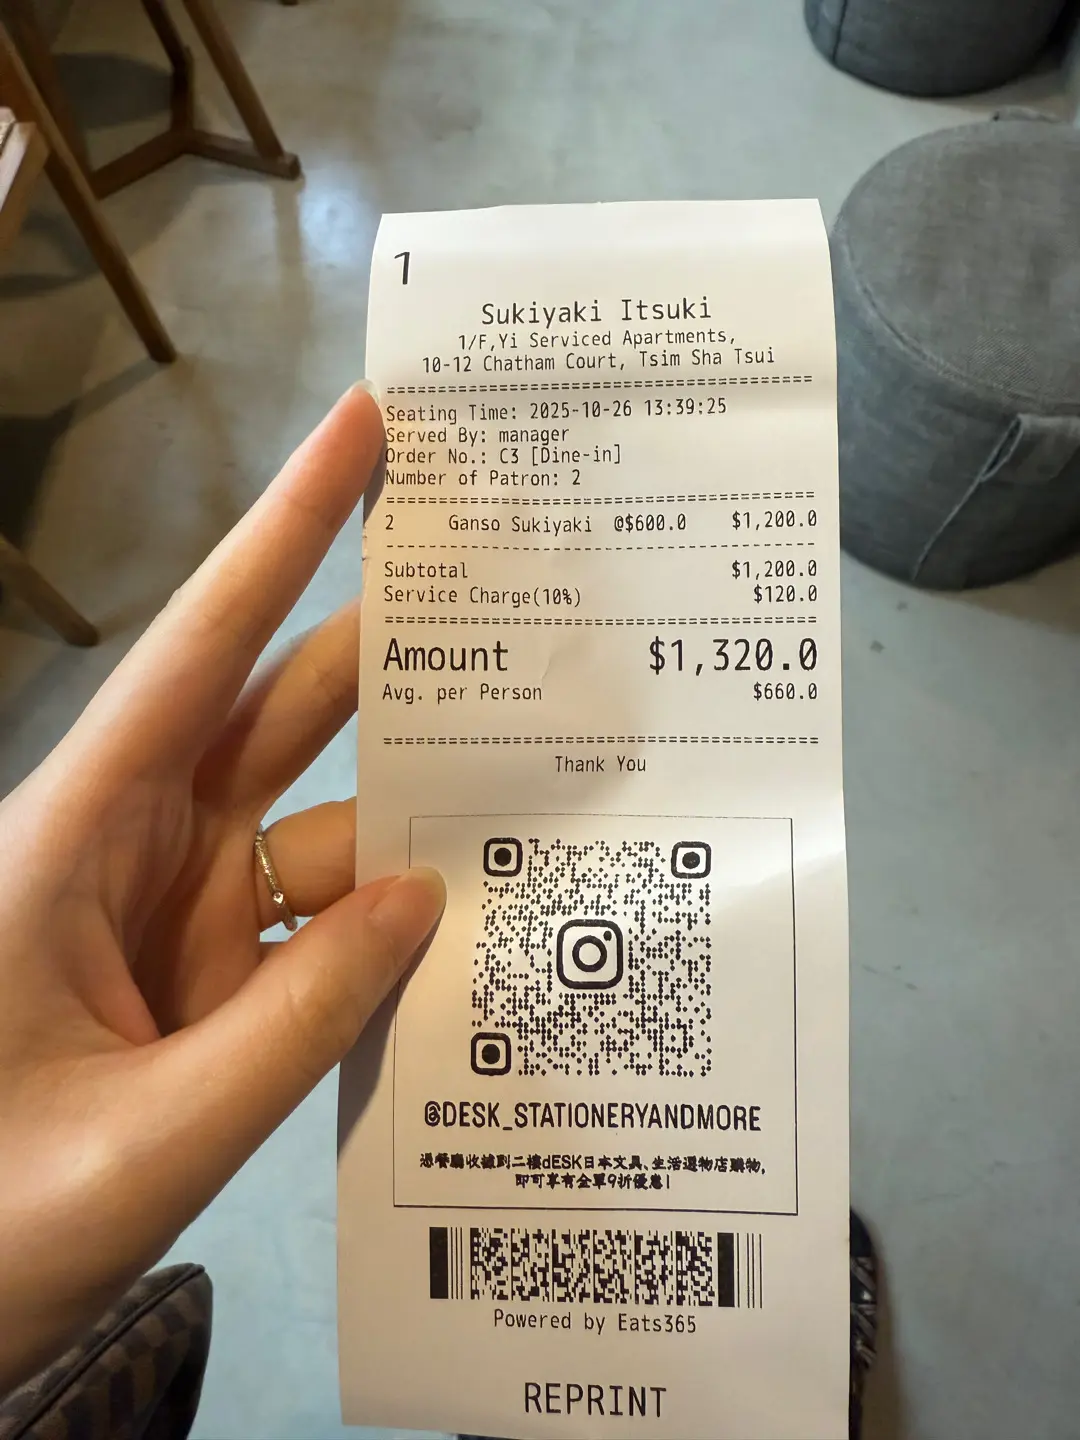 1
Sukiyaki Itsuki
1/F,Yi Serviced Apartments,
10-12 Chatham Court, Tsim Sha Tsui
Seating Time: 2025-10-26 13:39:25
Served By: manager
Order No.: C3 [Dine-in]
Number of Patron: 2
2 Ganso Sukiyaki @$600.0 $1,200.0
Subtotal $1,200.0
Service Charge(10%) $120.0
Amount $1,320.0
Avg. per Person $660.0
Thank You
@DESK_STATIONERYANDMORE
憑餐廳收據到二樓dESK日本文具、生活選物店購物,
即可享有全單9折優惠!
Powered by Eats365
REPRINT